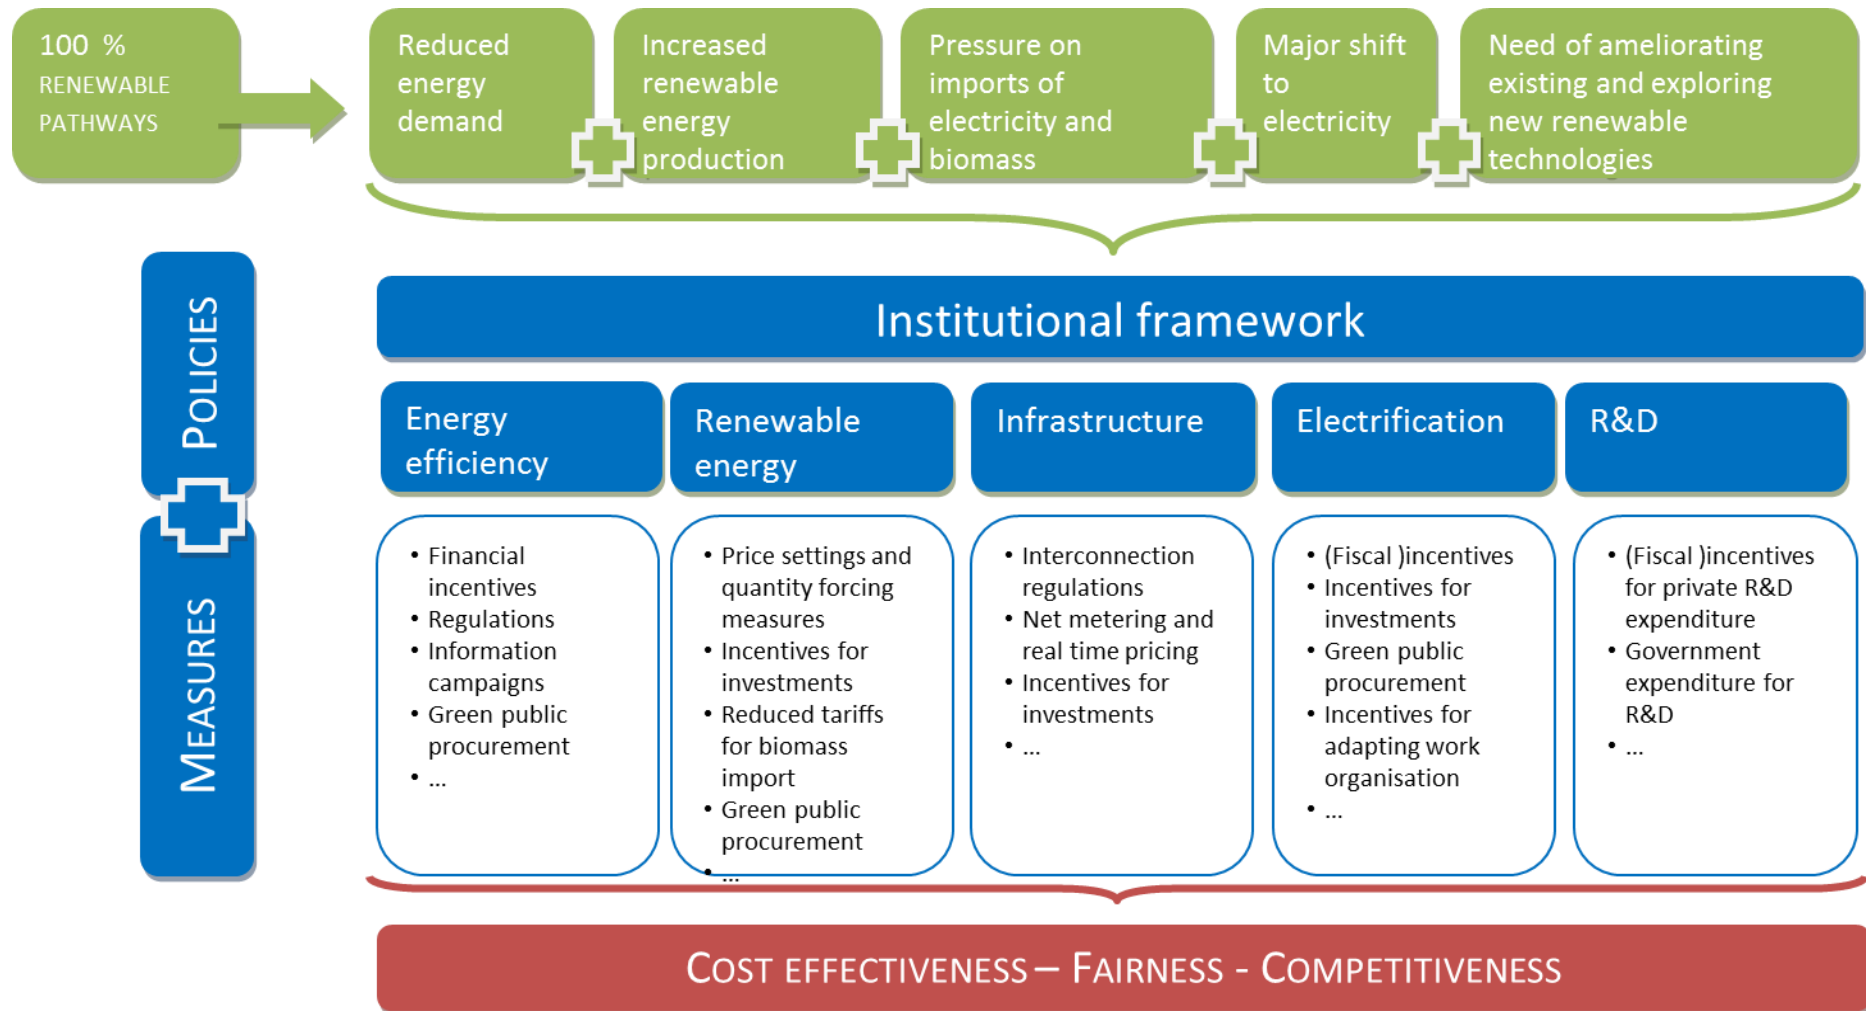 100 %
RENEWABLE
PATHWAYS
Reduced
energy
demand
Increased
renewable
energy
production
Pressure on
imports of
electricity and
biomass
Major shift
to
electricity
Need of ameliorating
existing and exploring
new renewable
technologies
POLICIES
MEASURES
Institutional framework
Energy
efficiency
Renewable
energy
Infrastructure
Electrification
R&D
• Financial
incentives
• Regulations
• Information
campaigns
• Green public
procurement
• ...
• Price settings and
quantity forcing
measures
• Incentives for
investments
• Reduced tariffs
for biomass
import
• Green public
procurement
• ...
• Interconnection
regulations
• Net metering and
real time pricing
• Incentives for
investments
• ...
• (Fiscal )incentives
• Incentives for
investments
• Green public
procurement
• Incentives for
adapting work
organisation
• ...
• (Fiscal )incentives
for private R&D
expenditure
• Government
expenditure for
R&D
• ...
COST EFFECTIVENESS – FAIRNESS - COMPETITIVENESS